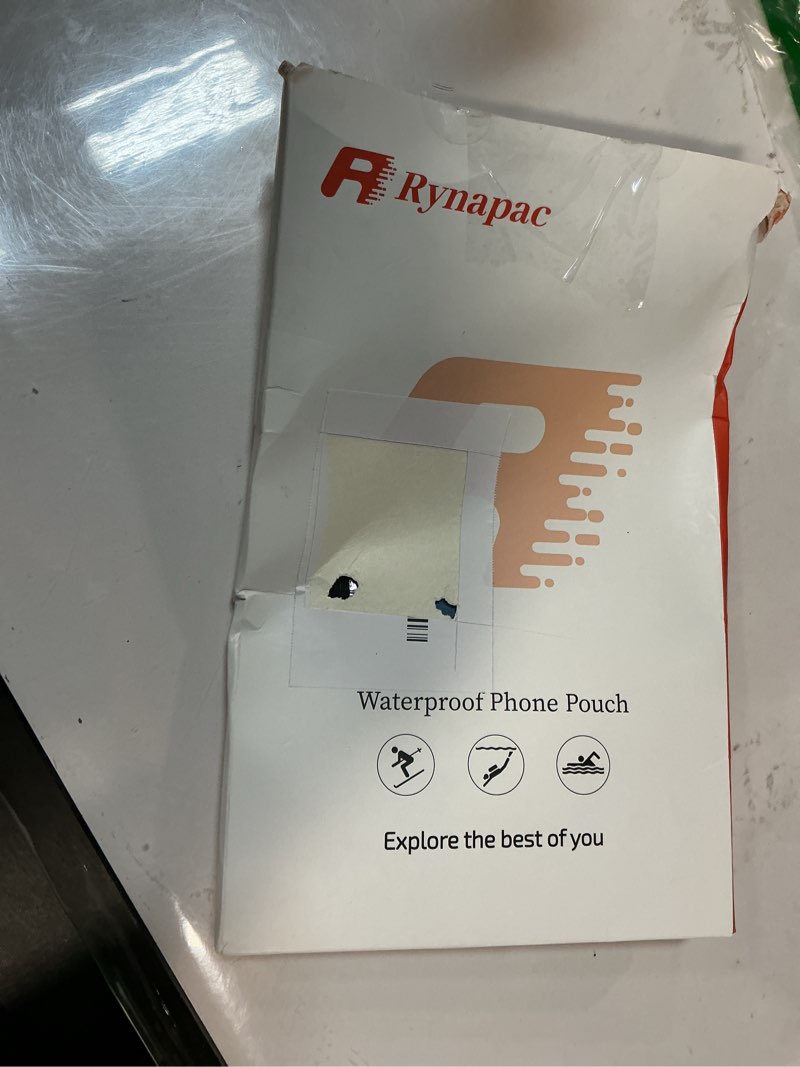 Rynapac
Waterproof Phone Pouch
Explore the best of you